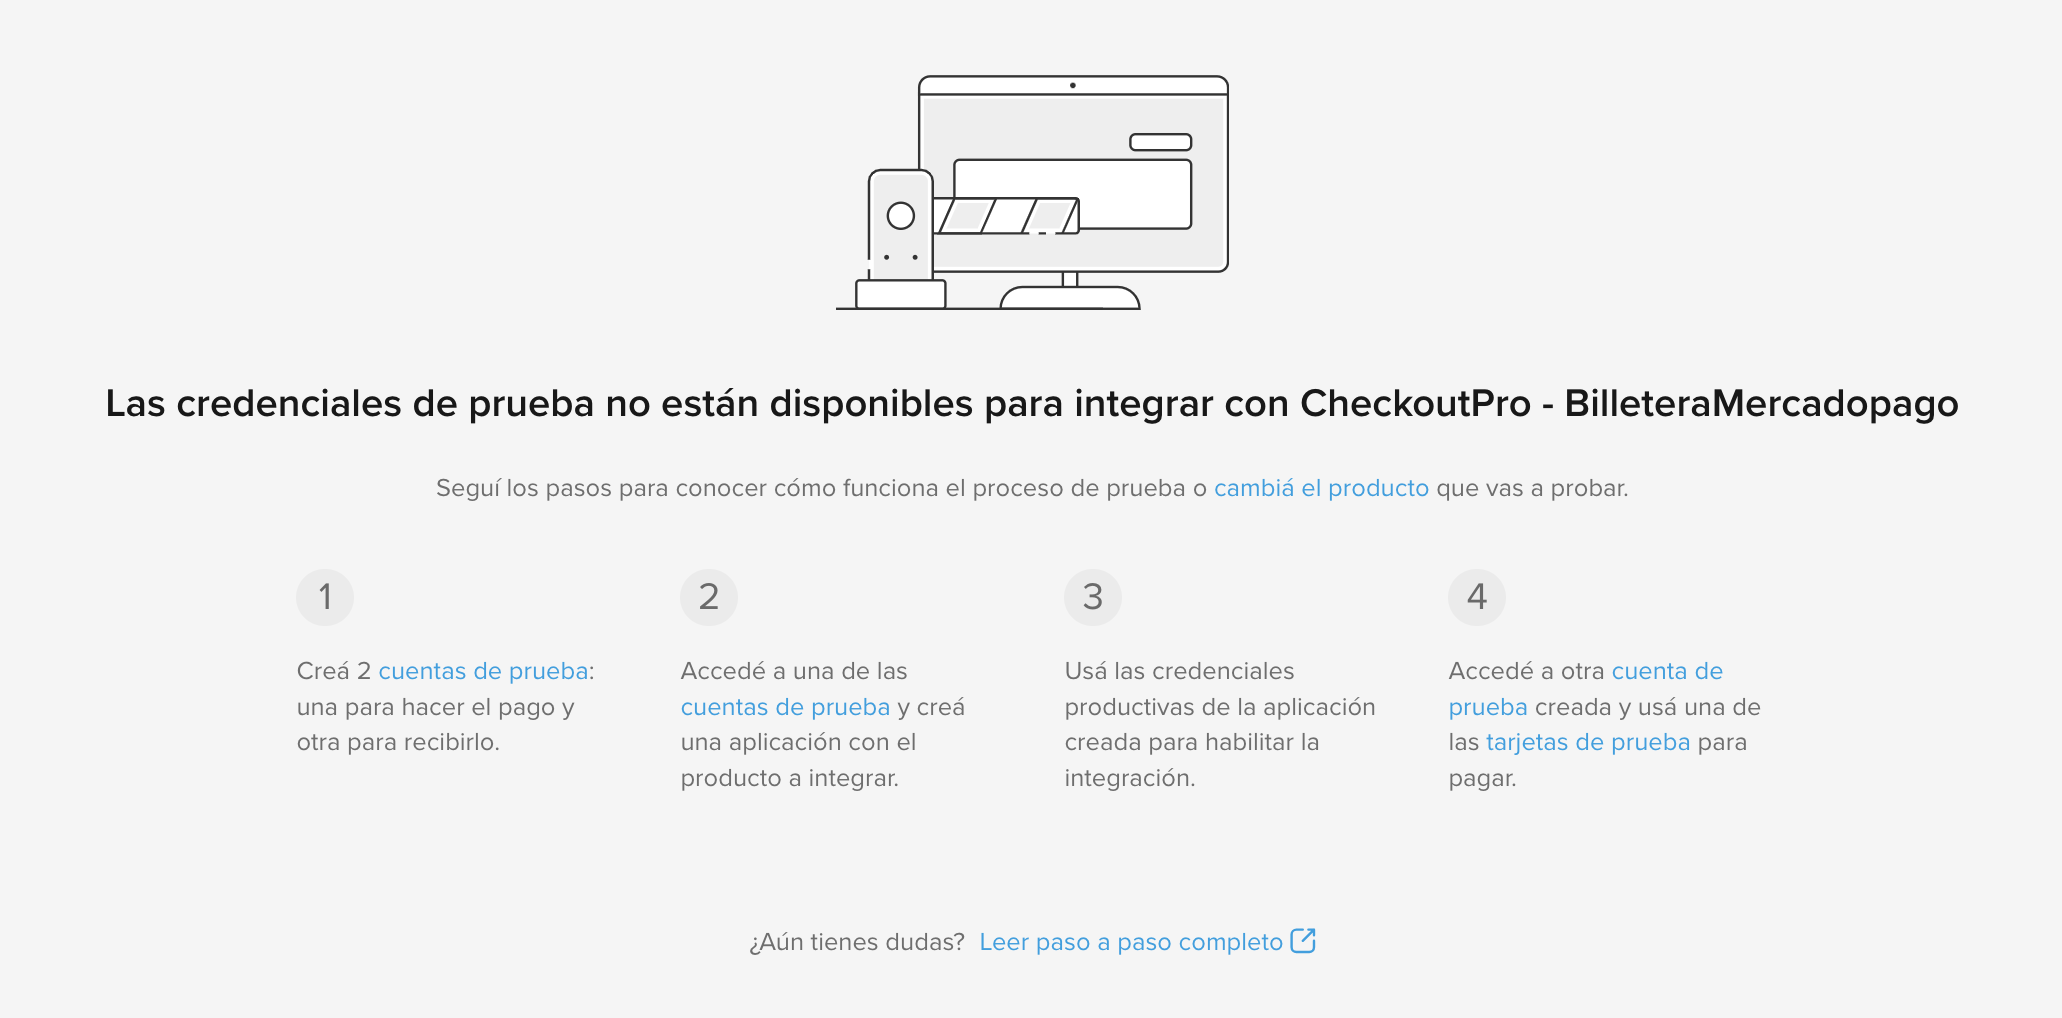 Las credenciales de prueba no están disponibles para integrar con CheckoutPro - BilleteraMercadopago
Seguí los pasos para conocer cómo funciona el proceso de prueba o cambiá el producto que vas a probar.
1
Creá 2 cuentas de prueba:
una para hacer el pago y
otra para recibirlo.
2
Accedé a una de las
cuentas de prueba y creá
una aplicación con el
producto a integrar.
3
Usá las credenciales
productivas de la aplicación
creada para habilitar la
integración.
4
Accedé a otra cuenta de
prueba creada y usá una de
las tarjetas de prueba para
pagar.
¿Aún tienes dudas? Leer paso a paso completo